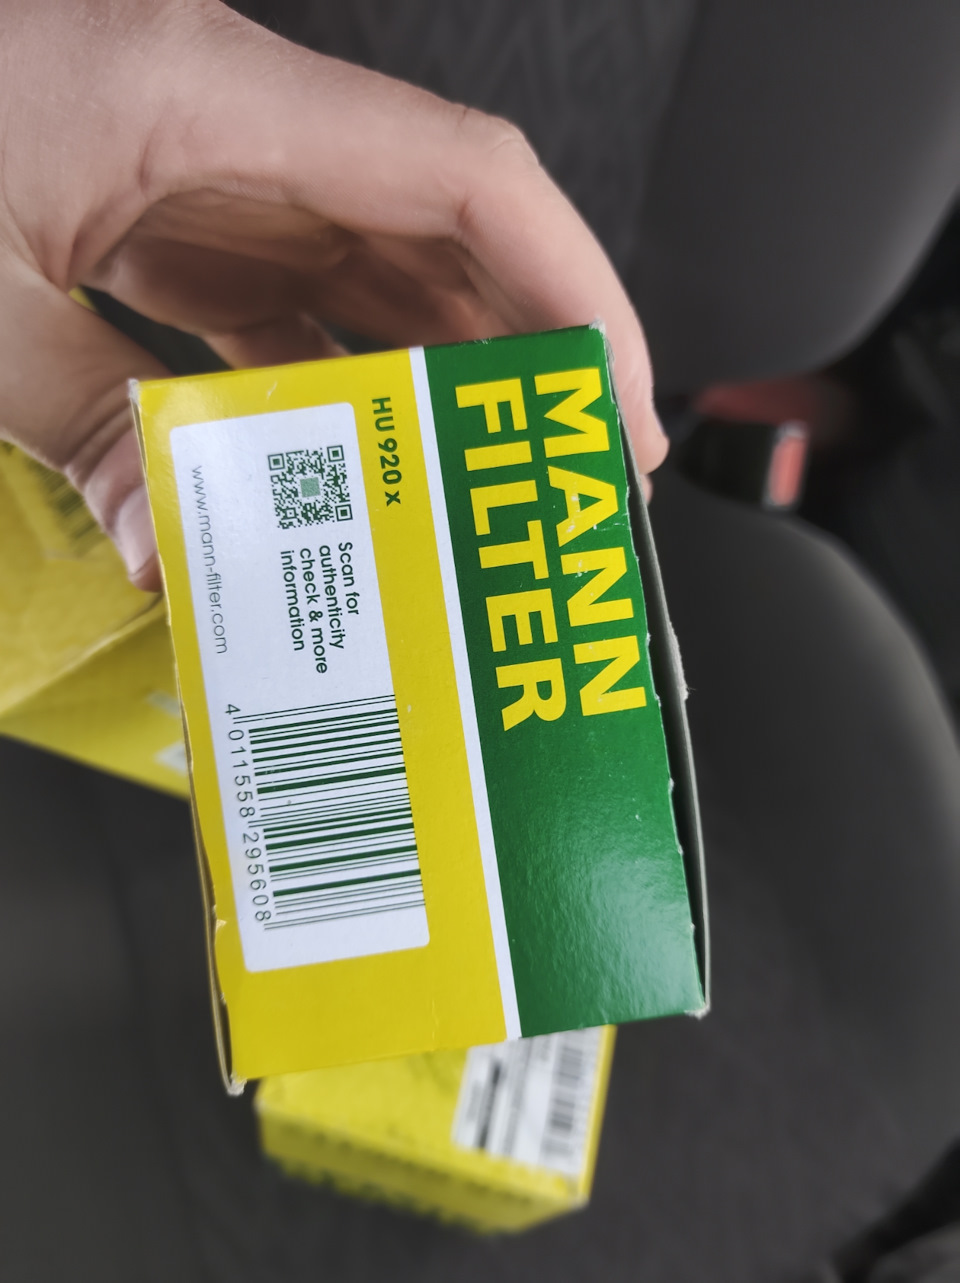 MANN
FILTER
HU 920 x
Scan for
authenticity
check & more
information
www.mann-filter.com
4 011558 295608